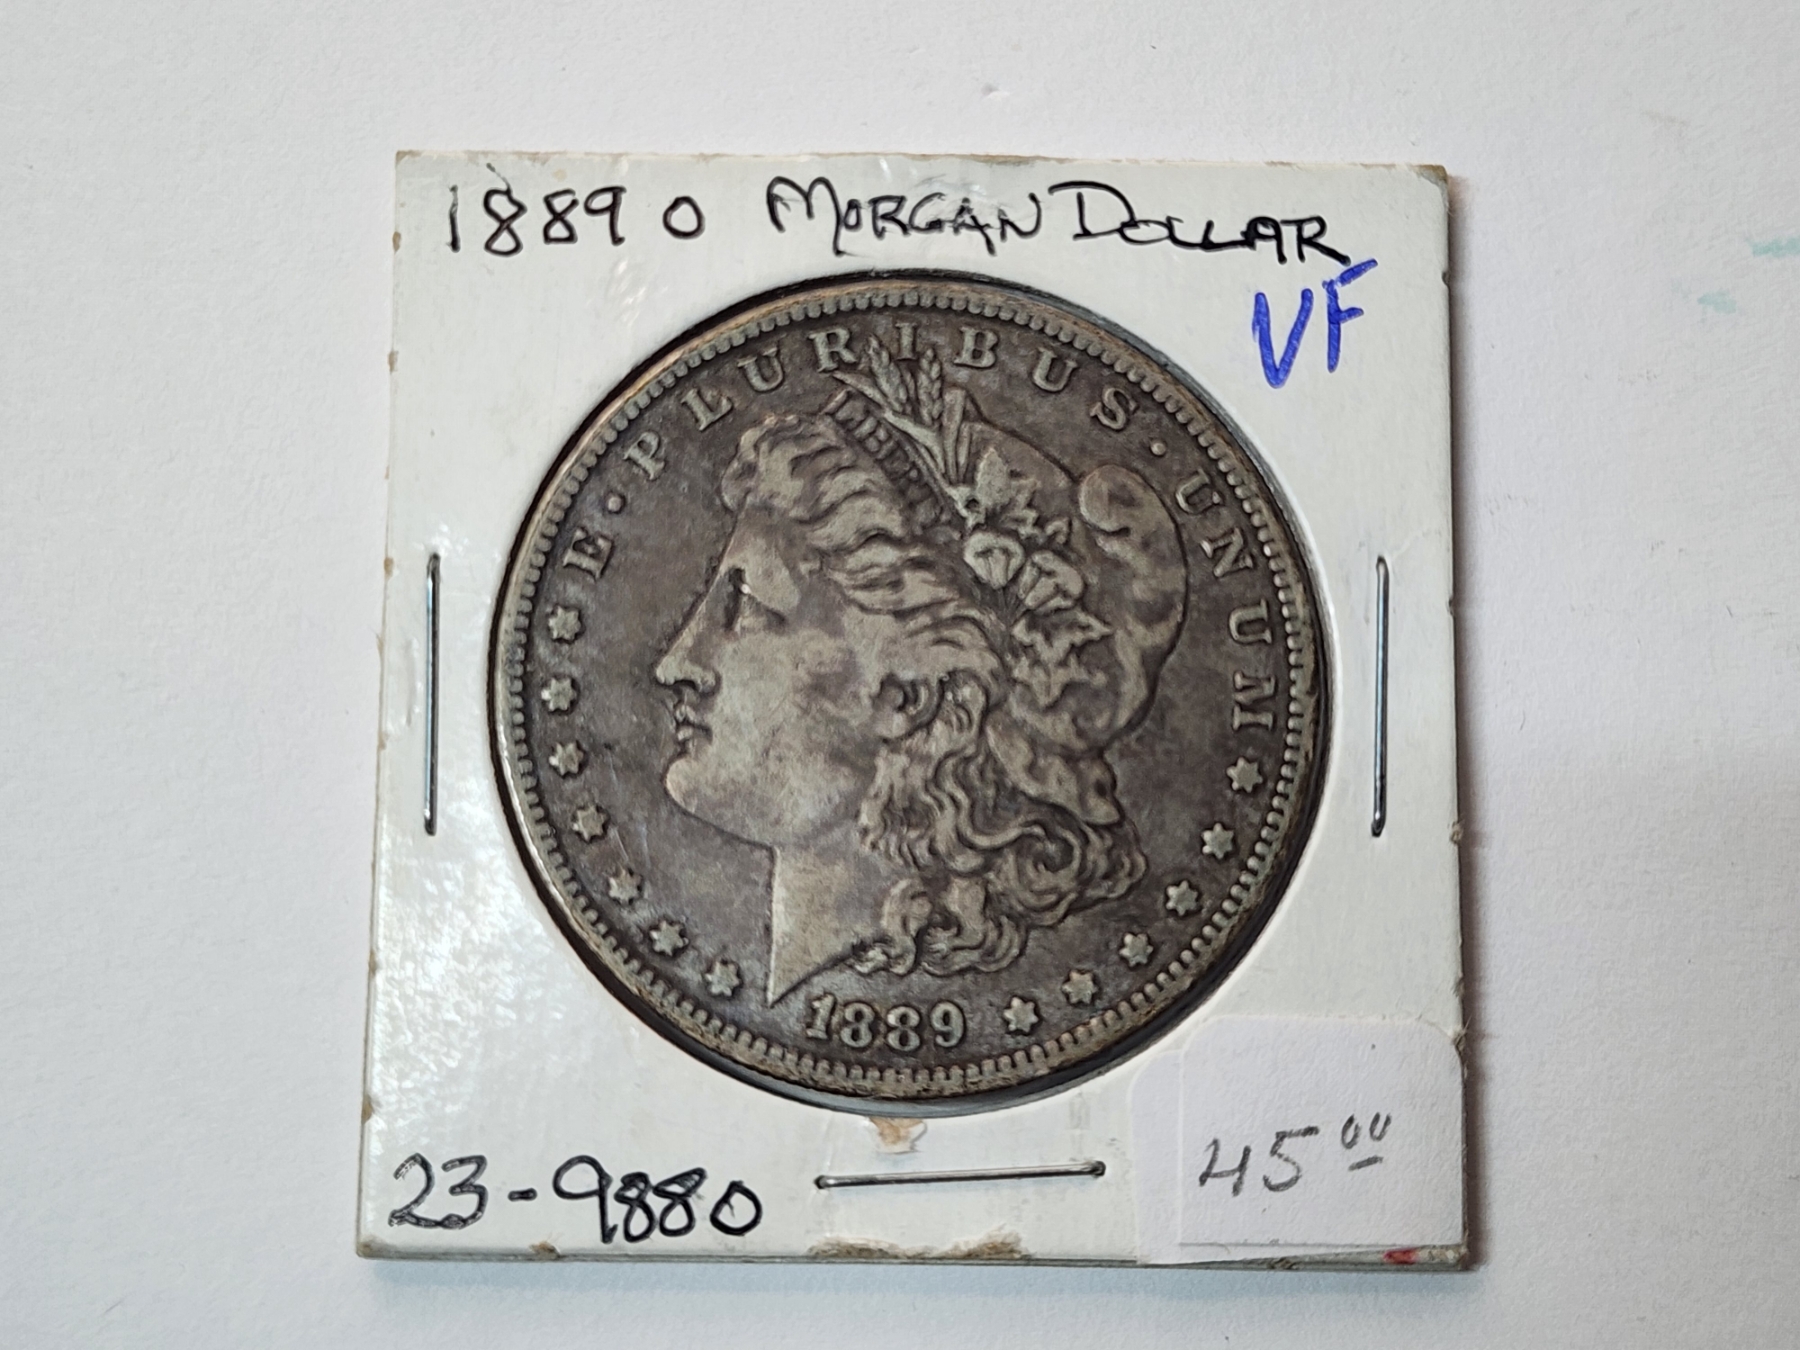 1889 O MORGAN DOLLAR
VF
E · PLURIBUS · UNUM
LIBERTY
1889
45.00
23-9880